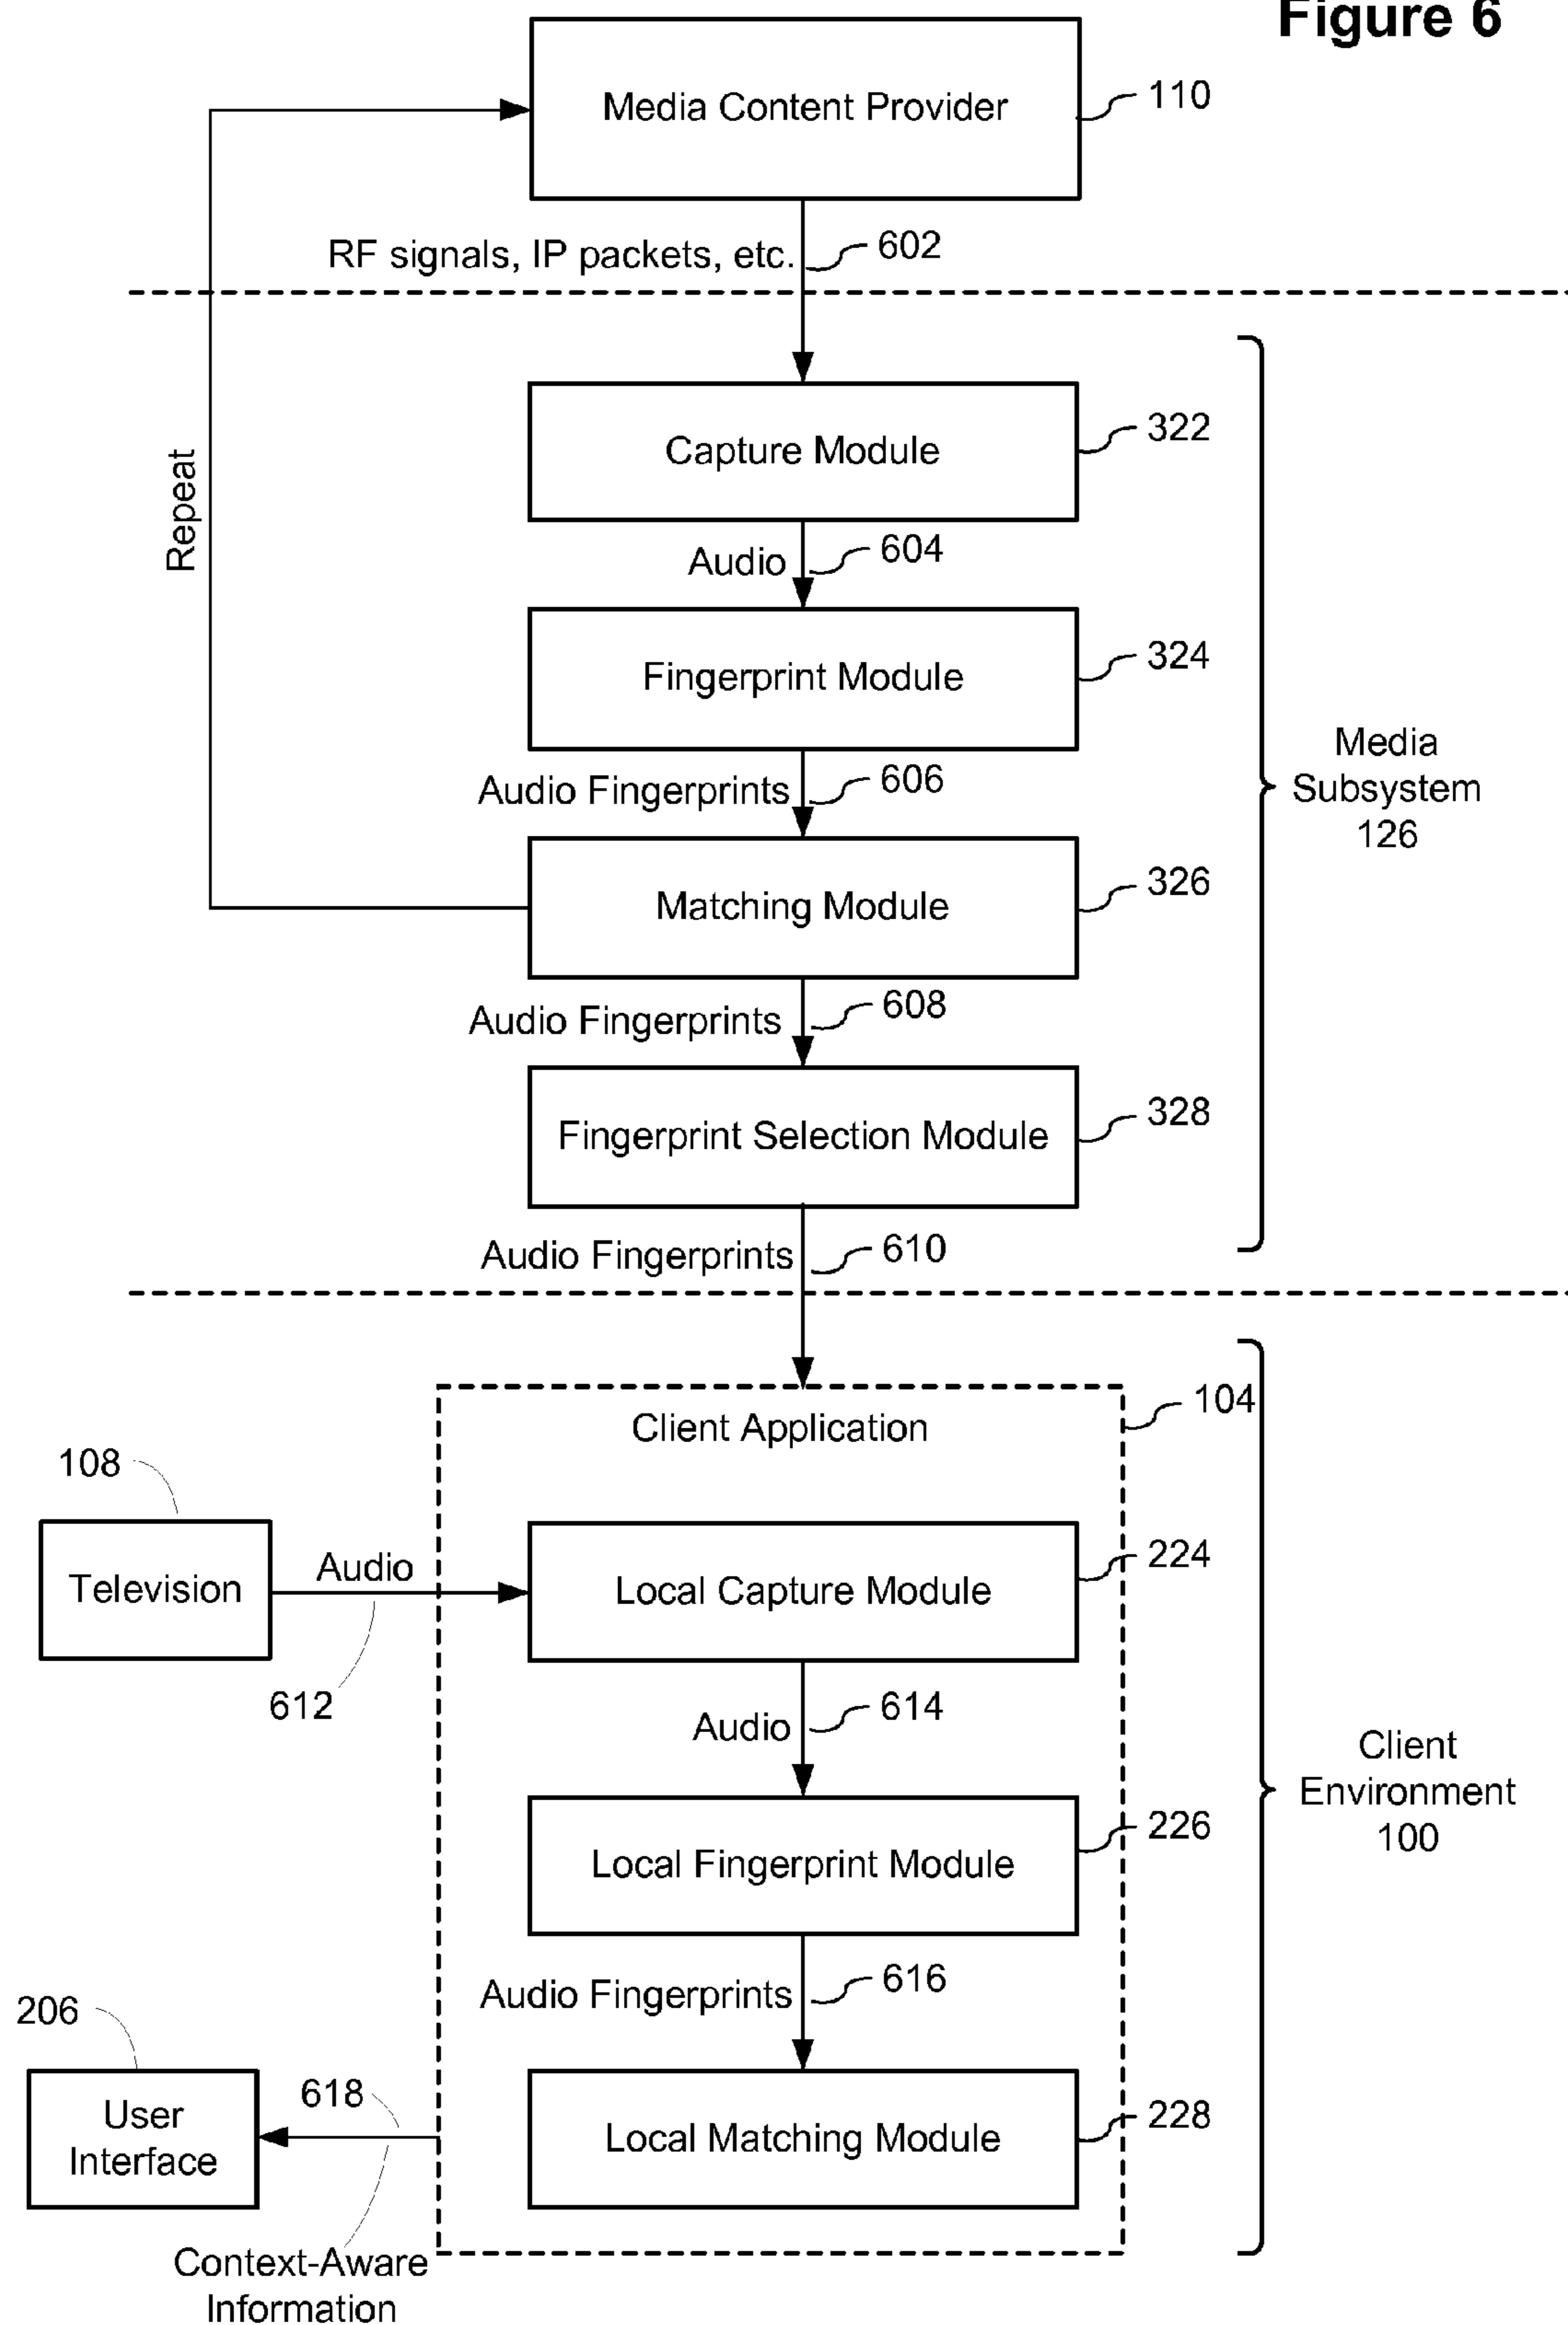 Figure 6
Media Content Provider
110
RF signals, IP packets, etc.
602
Capture Module
322
Repeat
Audio
604
Fingerprint Module
324
Media
Subsystem
126
Audio Fingerprints
606
Matching Module
326
Audio Fingerprints
608
Fingerprint Selection Module
328
Audio Fingerprints
610
104
Client Application
108
Television
Audio
612
Local Capture Module
224
Audio
614
Client
Environment
100
Local Fingerprint Module
226
Audio Fingerprints
616
206
User
Interface
618
Local Matching Module
228
Context-Aware
Information